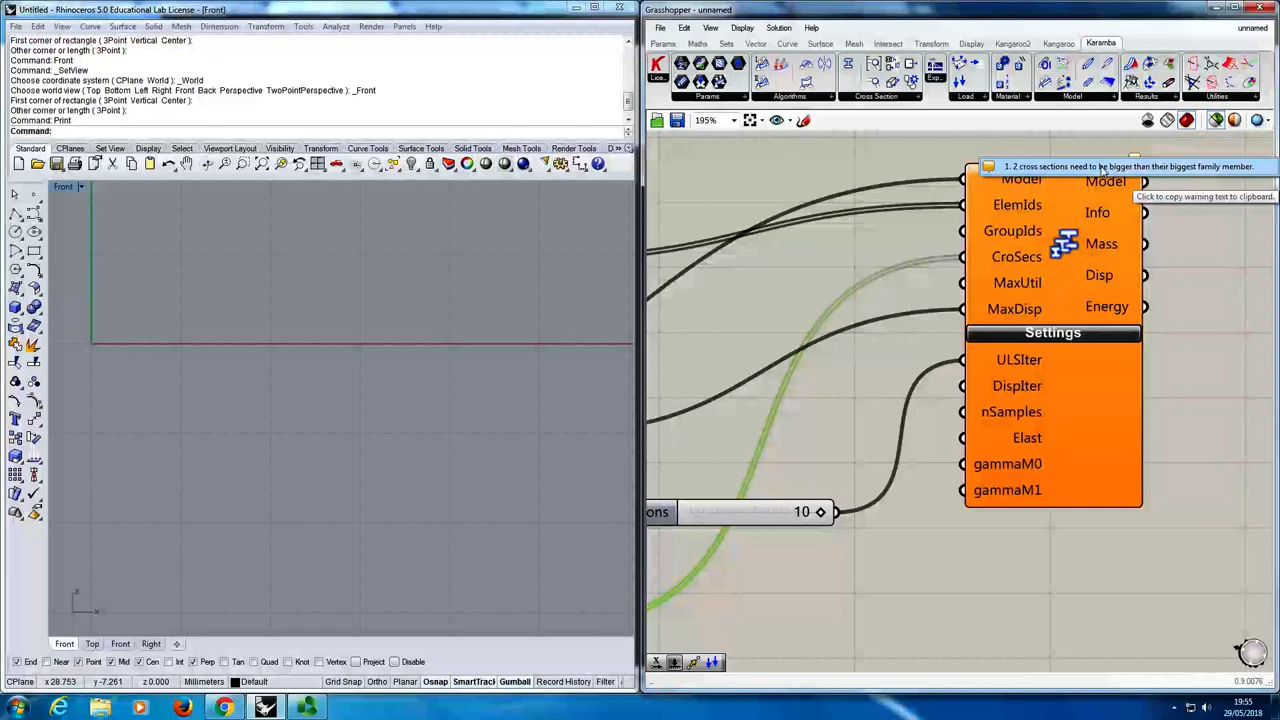 Untitled - Rhinoceros 5.0 Educational Lab License - [Front]
File Edit View Curve Surface Solid Mesh Dimension Transform Tools Analyze Render Panels Help
First corner of rectangle ( 3Point Vertical Center ):
Other corner or length ( 3Point ):
Command: Front
Command: _SetView
Choose coordinate system ( CPlane World ): _World
Choose world view ( Top Bottom Left Right Front Back Perspective TwoPointPerspective ): _Front
First corner of rectangle ( 3Point Vertical Center ):
Other corner or length ( 3Point ):
Command: Print
Command:
Standard CPlanes Set View Display Select Viewport Layout Visibility Transform Curve Tools Surface Tools Solid Tools Mesh Tools Render Tools
Front
z
x
Front Top Front Right
End Near Point Mid Cen Int Perp Tan Quad Knot Vertex Project Disable
CPlane x 28.753 y -7.261 z 0.000 Millimeters Default Grid Snap Ortho Planar Osnap SmartTracl Gumball Record History Filter
Grasshopper - unnamed
File Edit View Display Solution Help unnamed
Params Maths Sets Vector Curve Surface Mesh Intersect Transform Display Kangaroo2 Kangaroo Karamba
Lice... Exp...
Params Algorithms Cross Section Load Material Model Results Utilities
195%
1. 2 cross sections need to be bigger than their biggest family member.
Click to copy warning text to clipboard.
Model Model
ElemIds Info
GroupIds
CroSecs Mass
MaxUtil Disp
MaxDisp Energy
Settings
ULSIter
DispIter
nSamples
Elast
gammaM0
gammaM1
ons 10
0.9.0076
19:55
29/05/2018